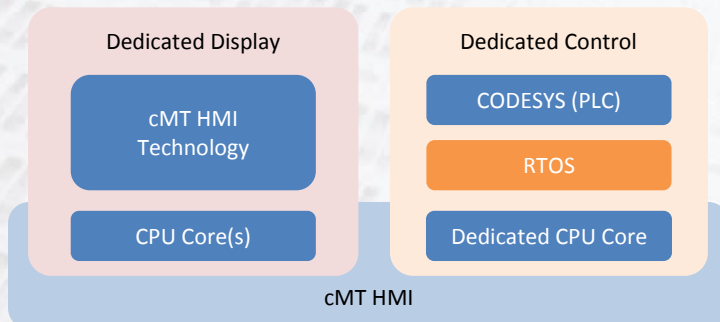 Dedicated Display
cMT HMI
Technology
CPU Core(s)
Dedicated Control
CODESYS (PLC)
RTOS
Dedicated CPU Core
cMT HMI